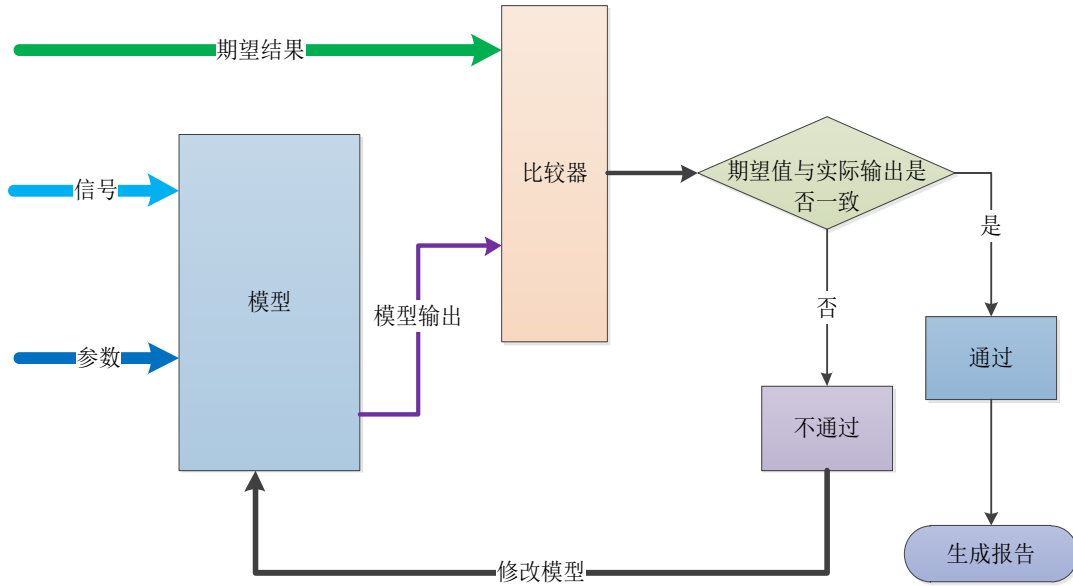 期望结果
信号
参数
模型
模型输出
比较器
期望值与实际输出是
否一致
是
否
通过
不通过
修改模型
生成报告